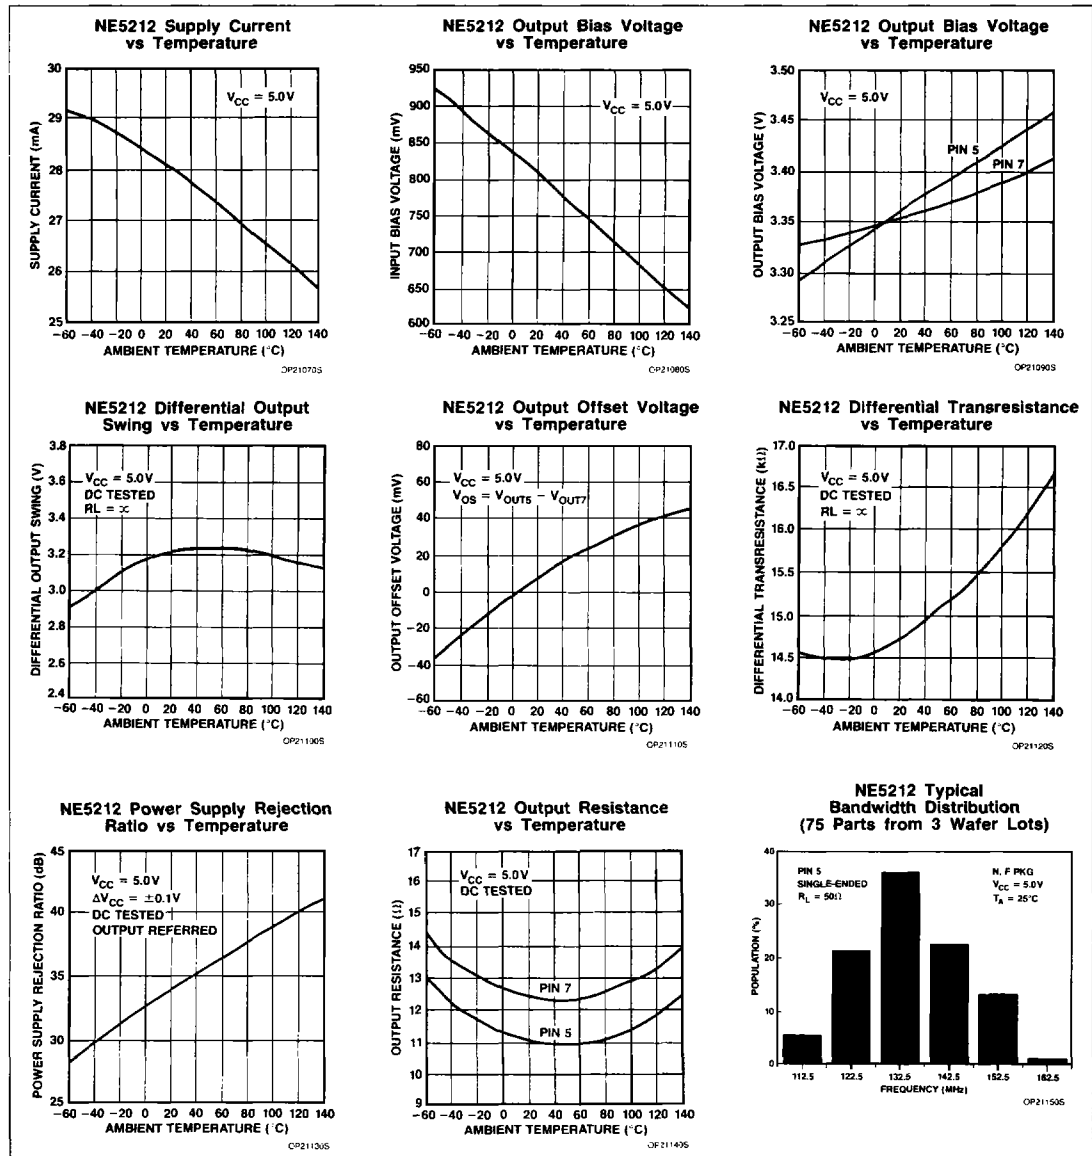 NE5212 Supply Current
vs Temperature
30
29
28
27
26
25
SUPPLY CURRENT (mA)
VCC = 5.0V
−60 −40 −20 0 20 40 60 80 100 120 140
AMBIENT TEMPERATURE (°C)
OP21070S
NE5212 Output Bias Voltage
vs Temperature
950
900
850
800
750
700
650
600
INPUT BIAS VOLTAGE (mV)
VCC = 5.0V
−60 −40 −20 0 20 40 60 80 100 120 140
AMBIENT TEMPERATURE (°C)
OP21080S
NE5212 Output Bias Voltage
vs Temperature
3.50
3.45
3.40
3.35
3.30
3.25
OUTPUT BIAS VOLTAGE (V)
VCC = 5.0V
PIN 5
PIN 7
−60 −40 −20 0 20 40 60 80 100 120 140
AMBIENT TEMPERATURE (°C)
OP21090S
NE5212 Differential Output
Swing vs Temperature
3.8
3.6
3.4
3.2
3.0
2.8
2.6
2.4
DIFFERENTIAL OUTPUT SWING (V)
VCC = 5.0V
DC TESTED
RL = ∞
−60 −40 −20 0 20 40 60 80 100 120 140
AMBIENT TEMPERATURE (°C)
OP21100S
NE5212 Output Offset Voltage
vs Temperature
80
60
40
20
0
−20
−40
−60
OUTPUT OFFSET VOLTAGE (mV)
VCC = 5.0V
VOS = VOUT5 − VOUT7
−60 −40 −20 0 20 40 60 80 100 120 140
AMBIENT TEMPERATURE (°C)
OP21110S
NE5212 Differential Transresistance
vs Temperature
17.0
16.5
16.0
15.5
15.0
14.5
14.0
DIFFERENTIAL TRANSRESISTANCE (kΩ)
VCC = 5.0V
DC TESTED
RL = ∞
−60 −40 −20 0 20 40 60 80 100 120 140
AMBIENT TEMPERATURE (°C)
OP21120S
NE5212 Power Supply Rejection
Ratio vs Temperature
45
40
35
30
25
POWER SUPPLY REJECTION RATIO (dB)
VCC = 5.0V
ΔVCC = ±0.1V
DC TESTED
OUTPUT REFERRED
−60 −40 −20 0 20 40 60 80 100 120 140
AMBIENT TEMPERATURE (°C)
OP21130S
NE5212 Output Resistance
vs Temperature
17
16
15
14
13
12
11
10
9
OUTPUT RESISTANCE (Ω)
VCC = 5.0V
DC TESTED
PIN 7
PIN 5
−60 −40 −20 0 20 40 60 80 100 120 140
AMBIENT TEMPERATURE (°C)
OP21140S
NE5212 Typical
Bandwidth Distribution
(75 Parts from 3 Wafer Lots)
40
30
20
10
0
POPULATION (%)
PIN 5
SINGLE-ENDED
RL = 50Ω
N, F PKG
VCC = 5.0V
TA = 25°C
112.5 122.5 132.5 142.5 152.5 162.5
FREQUENCY (MHz)
OP21150S